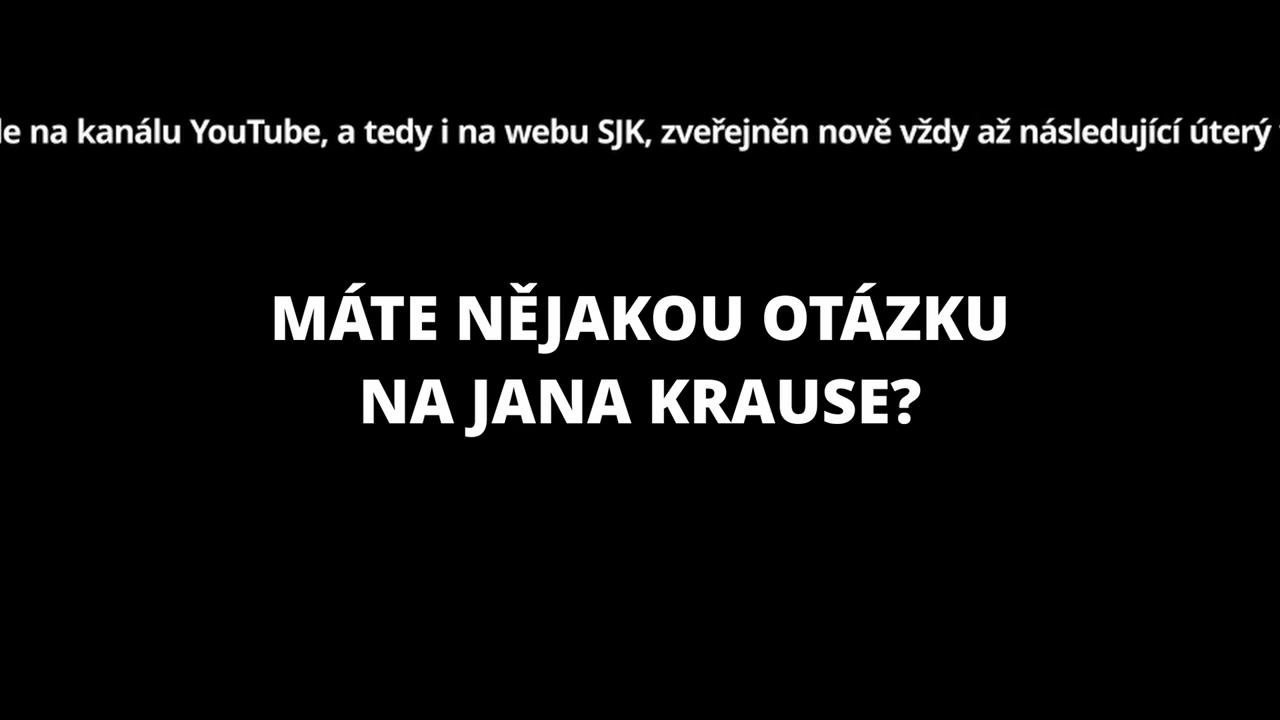 na kanálu YouTube, a tedy i na webu SJK, zveřejněn nově vždy až následující úterý
MÁTE NĚJAKOU OTÁZKU
NA JANA KRAUSE?